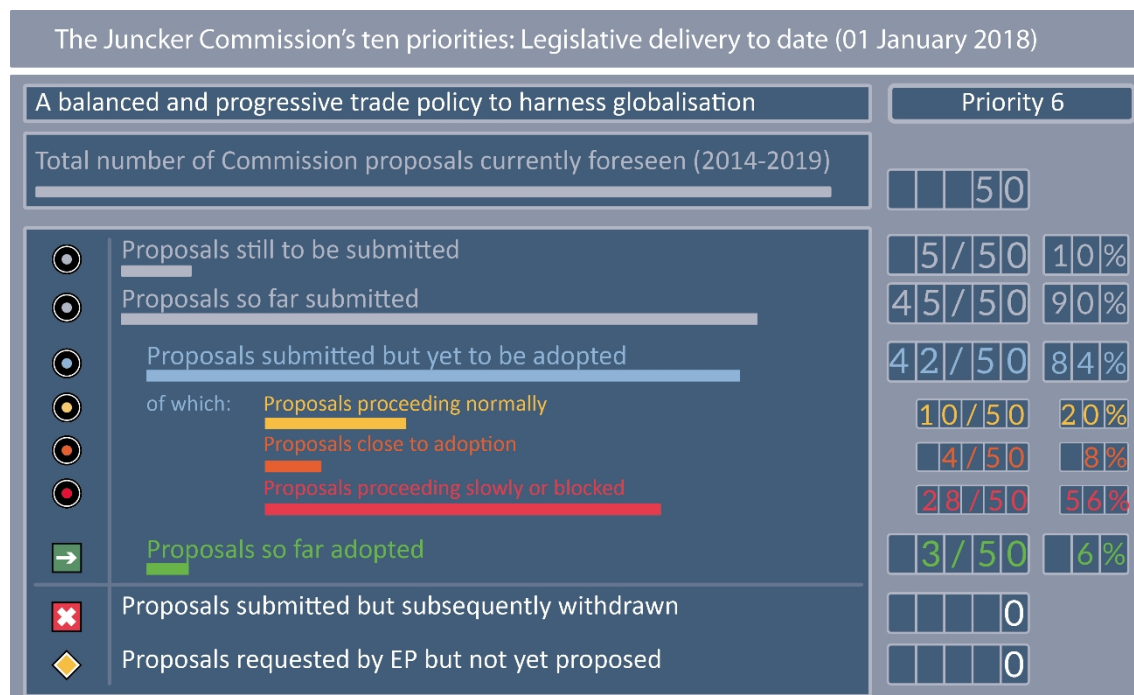 The Juncker Commission's ten priorities: Legislative delivery to date (01 January 2018)
A balanced and progressive trade policy to harness globalisation Priority 6
Total number of Commission proposals currently foreseen (2014-2019) 50
Proposals still to be submitted 5/50 10%
Proposals so far submitted 45/50 90%
Proposals submitted but yet to be adopted 42/50 84%
of which: Proposals proceeding normally 10/50 20%
Proposals close to adoption 4/50 8%
Proposals proceeding slowly or blocked 28/50 56%
Proposals so far adopted 3/50 6%
Proposals submitted but subsequently withdrawn 0
Proposals requested by EP but not yet proposed 0